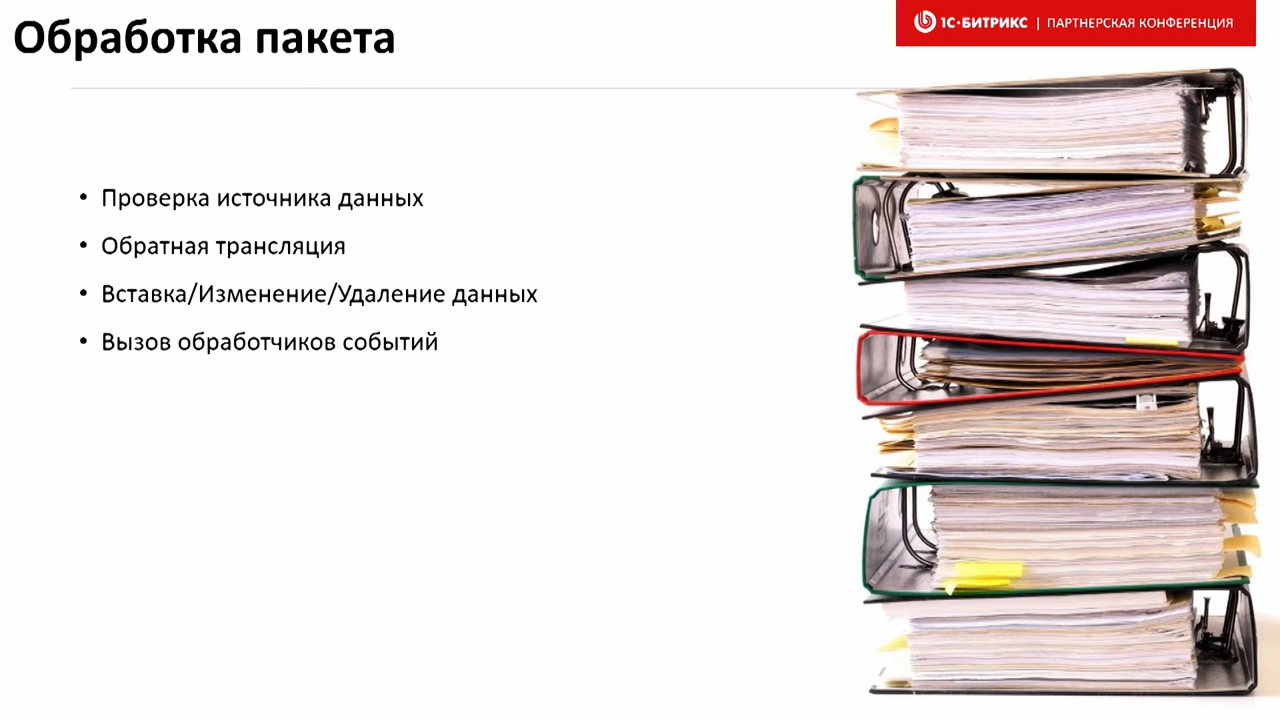 Обработка пакета
1С·БИТРИКС | ПАРТНЕРСКАЯ КОНФЕРЕНЦИЯ
• Проверка источника данных
• Обратная трансляция
• Вставка/Изменение/Удаление данных
• Вызов обработчиков событий